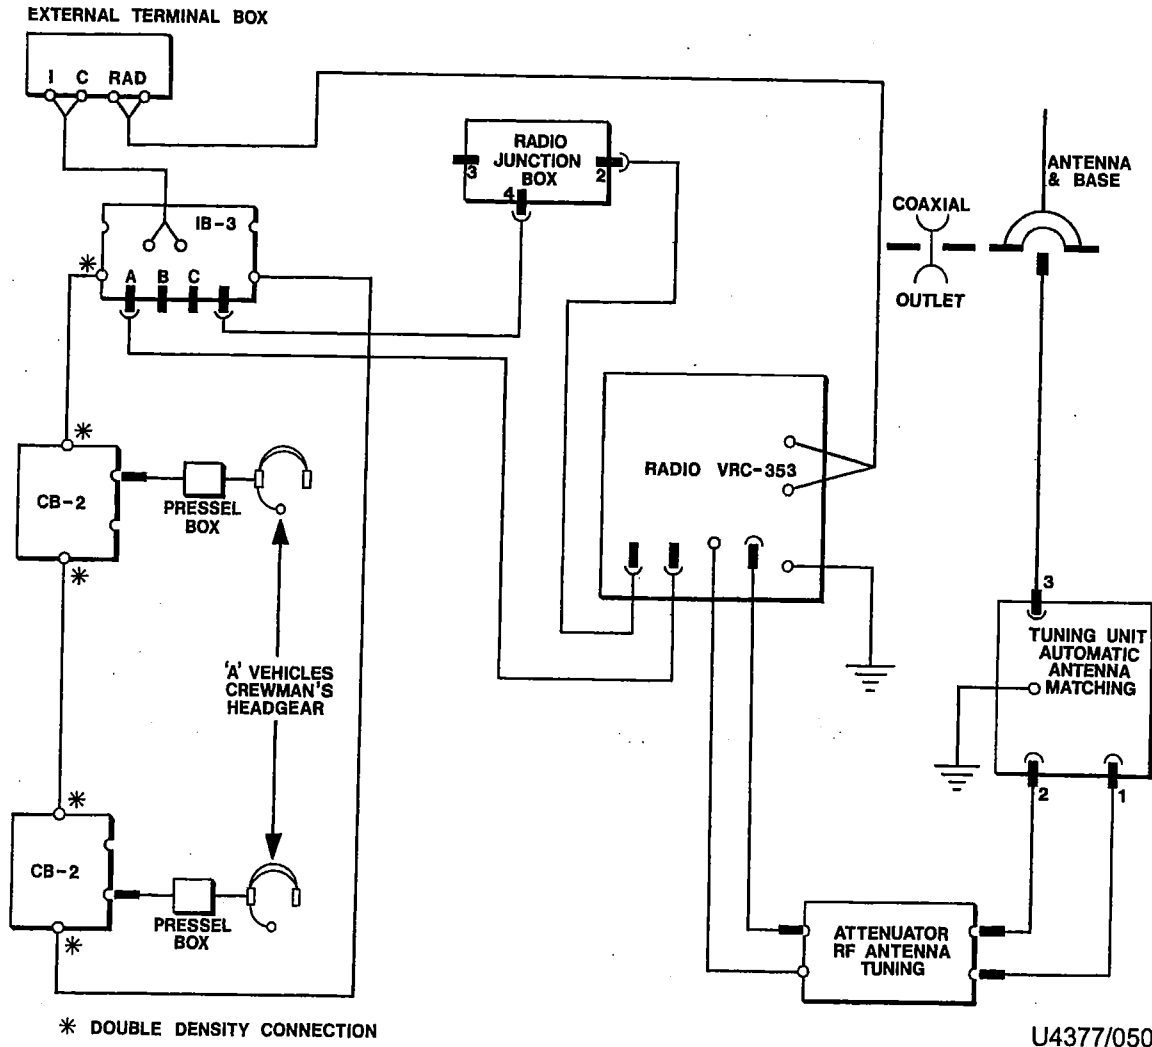 EXTERNAL TERMINAL BOX
I C RAD
RADIO
JUNCTION
BOX
3
2
4
ANTENNA
& BASE
COAXIAL
OUTLET
IB-3
*
A B C
*
CB-2
*
PRESSEL
BOX
RADIO VRC-353
'A' VEHICLES
CREWMAN'S
HEADGEAR
3
TUNING UNIT
AUTOMATIC
ANTENNA
MATCHING
2
1
*
CB-2
*
PRESSEL
BOX
ATTENUATOR
RF ANTENNA
TUNING
* DOUBLE DENSITY CONNECTION
U4377/050